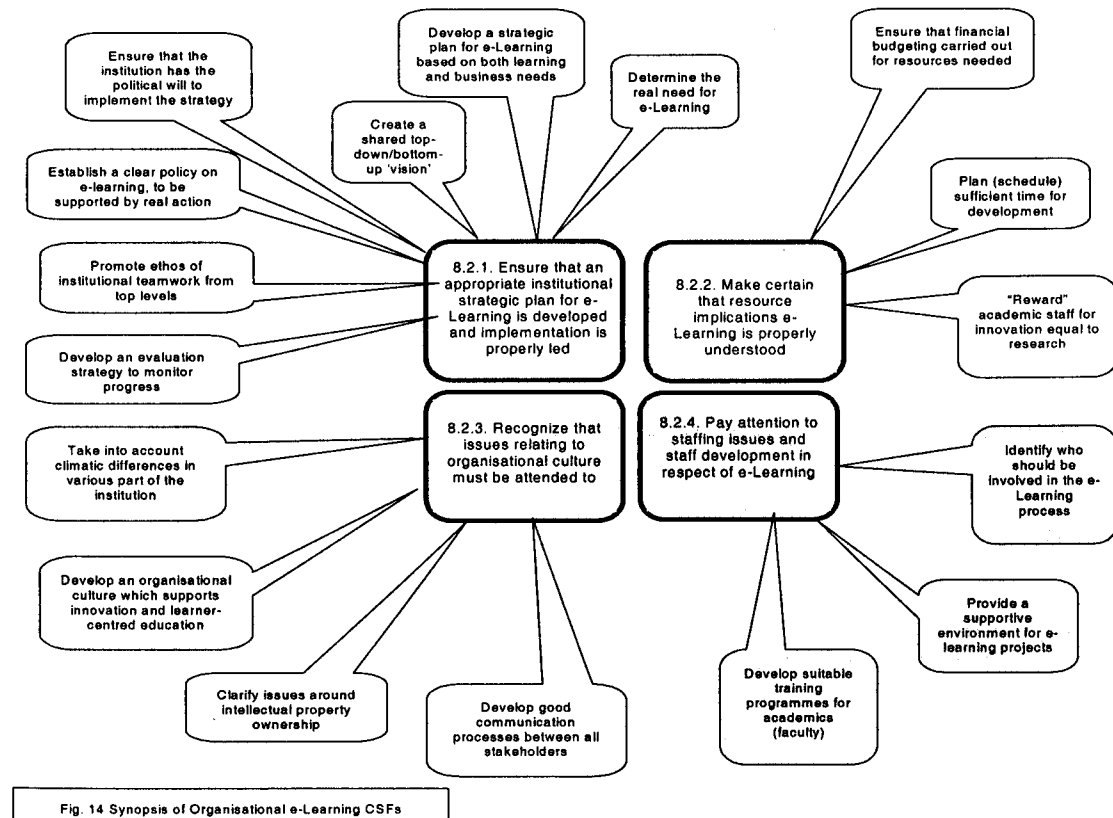 Ensure that the
institution has the
political will to
implement the strategy
Develop a strategic
plan for e-Learning
based on both learning
and business needs
Determine the
real need for
e-Learning
Ensure that financial
budgeting carried out
for resources needed
Create a
shared top-
down/bottom-
up 'vision'
Establish a clear policy on
e-learning, to be
supported by real action
Plan (schedule)
sufficient time for
development
Promote ethos of
institutional teamwork from
top levels
8.2.1. Ensure that an
appropriate institutional
strategic plan for e-
Learning is developed
and implementation is
properly led
8.2.2. Make certain
that resource
implications e-
Learning is properly
understood
"Reward"
academic staff for
innovation equal to
research
Develop an evaluation
strategy to monitor
progress
8.2.3. Recognize that
issues relating to
organisational culture
must be attended to
8.2.4. Pay attention to
staffing issues and
staff development in
respect of e-Learning
Take into account
climatic differences in
various part of the
institution
Identify who
should be
involved in the e-
Learning
process
Develop an organisational
culture which supports
innovation and learner-
centred education
Provide a
supportive
environment for e-
learning projects
Clarify issues around
intellectual property
ownership
Develop good
communication
processes between all
stakeholders
Develop suitable
training
programmes for
academics
(faculty)
Fig. 14 Synopsis of Organisational e-Learning CSFs